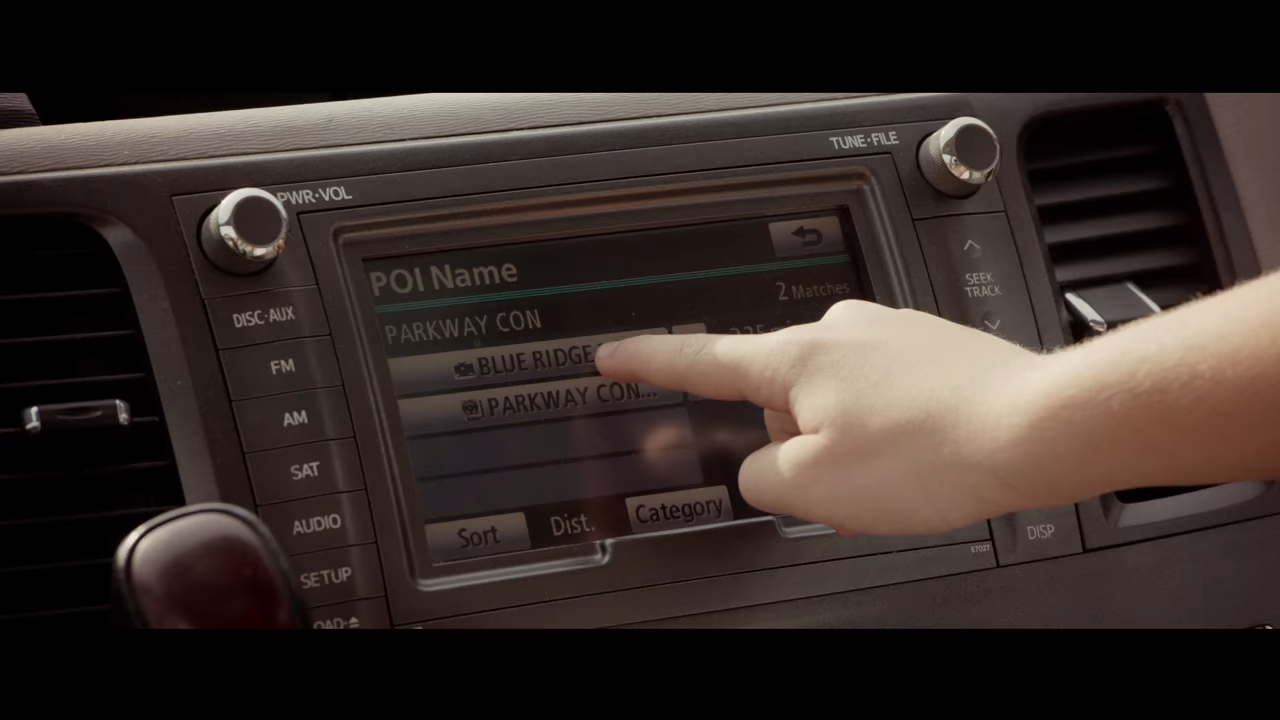 TUNE·FILE
PWR·VOL
POI Name
2 Matches
PARKWAY CON
BLUE RIDGE
PARKWAY CON...
Sort
Dist.
Category
DISC·AUX
FM
AM
SAT
AUDIO
SETUP
SEEK
TRACK
DISP
E7027